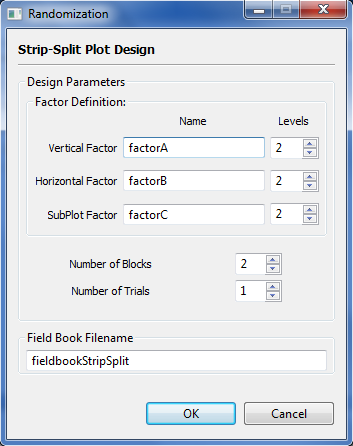 Randomization
Strip-Split Plot Design
Design Parameters
Factor Definition:
Name Levels
Vertical Factor factorA 2
Horizontal Factor factorB 2
SubPlot Factor factorC 2
Number of Blocks 2
Number of Trials 1
Field Book Filename
fieldbookStripSplit
OK Cancel